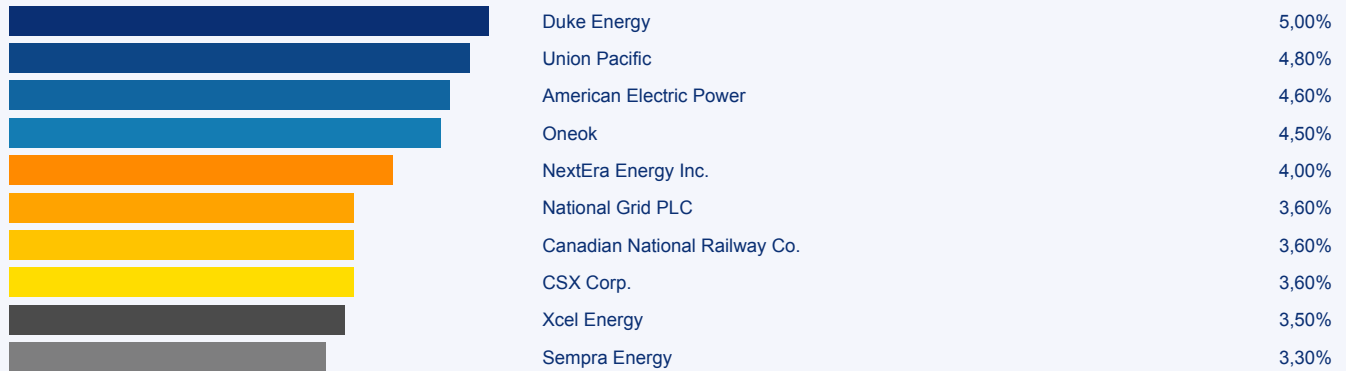 Duke Energy 5,00%
Union Pacific 4,80%
American Electric Power 4,60%
Oneok 4,50%
NextEra Energy Inc. 4,00%
National Grid PLC 3,60%
Canadian National Railway Co. 3,60%
CSX Corp. 3,60%
Xcel Energy 3,50%
Sempra Energy 3,30%